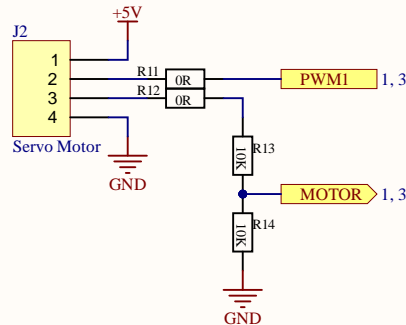 J2
+5V
1
2
3
4
Servo Motor
R11
0R
R12
0R
PWM1
1, 3
GND
R13
10K
MOTOR
1, 3
R14
10K
GND